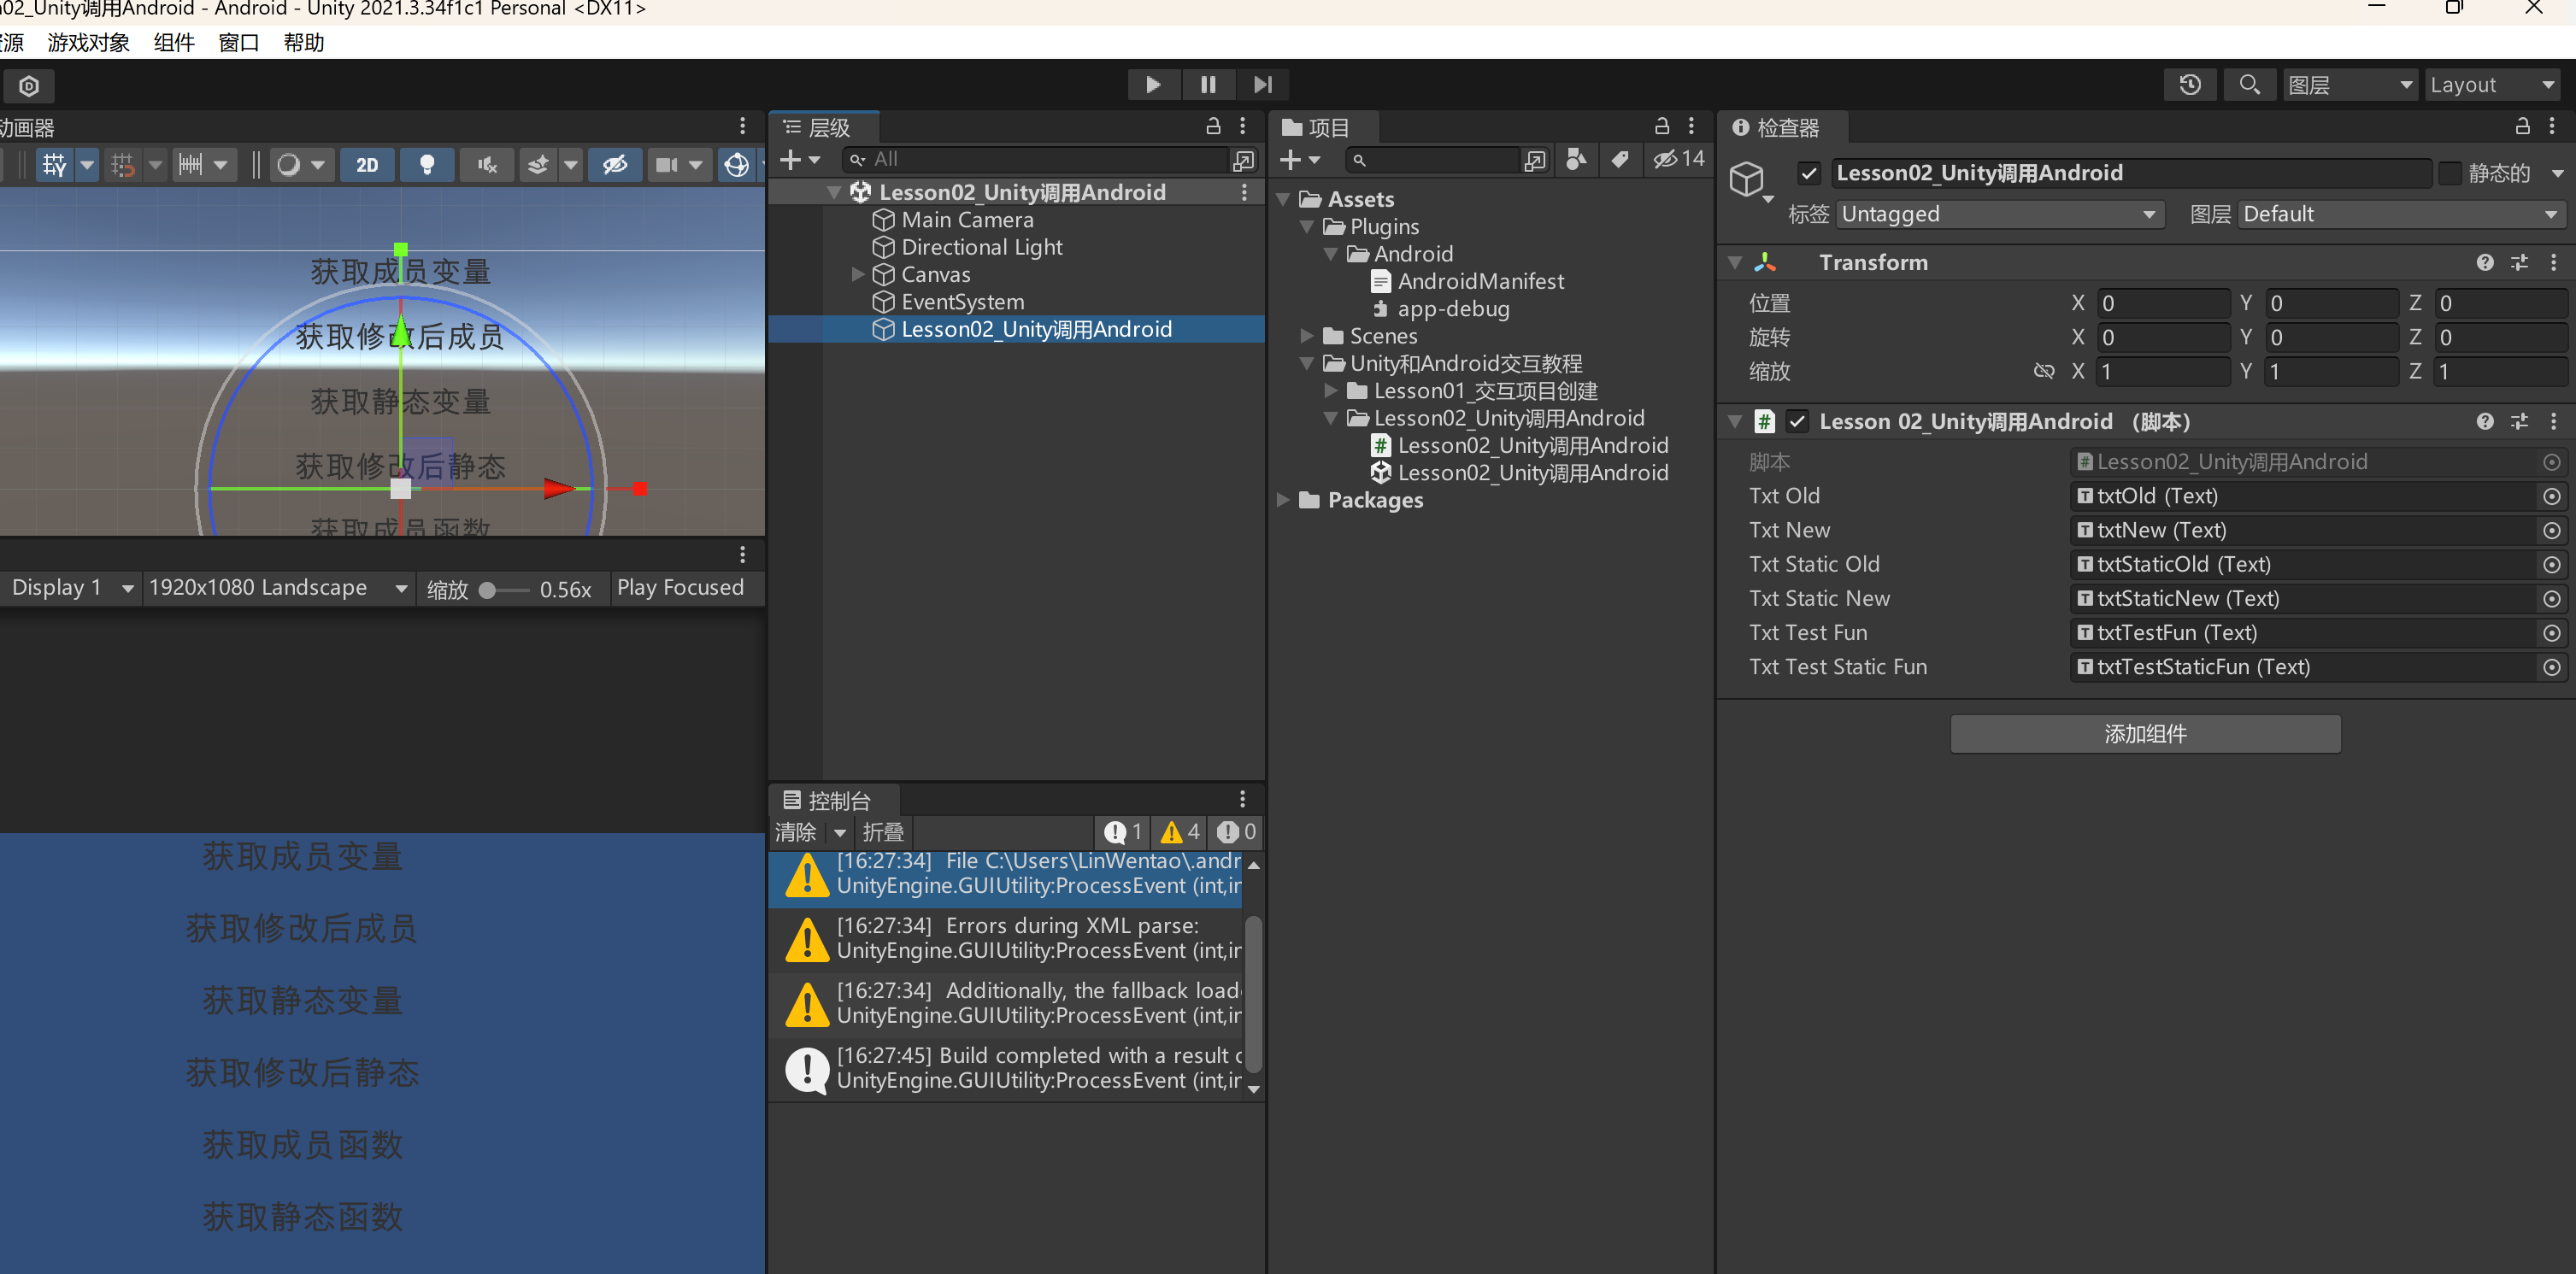 02_Unity调用Android - Android - Unity 2021.3.34f1c1 Personal <DX11>
资源 游戏对象 组件 窗口 帮助
图层 Layout
动画器
2D
获取成员变量
获取修改后成员
获取静态变量
获取修改后静态
获取成员函数
Display 1 1920x1080 Landscape 缩放 0.56x Play Focused
获取成员变量
获取修改后成员
获取静态变量
获取修改后静态
获取成员函数
获取静态函数
层级
All
Lesson02_Unity调用Android
Main Camera
Directional Light
Canvas
EventSystem
Lesson02_Unity调用Android
控制台
清除 折叠 1 4 0
[16:27:34] File C:\Users\LinWentao\.andr
UnityEngine.GUIUtility:ProcessEvent (int,in
[16:27:34] Errors during XML parse:
UnityEngine.GUIUtility:ProcessEvent (int,in
[16:27:34] Additionally, the fallback load
UnityEngine.GUIUtility:ProcessEvent (int,in
[16:27:45] Build completed with a result o
UnityEngine.GUIUtility:ProcessEvent (int,in
项目
14
Assets
Plugins
Android
AndroidManifest
app-debug
Scenes
Unity和Android交互教程
Lesson01_交互项目创建
Lesson02_Unity调用Android
Lesson02_Unity调用Android
Lesson02_Unity调用Android
Packages
检查器
Lesson02_Unity调用Android 静态的
标签 Untagged 图层 Default
Transform
位置 X 0 Y 0 Z 0
旋转 X 0 Y 0 Z 0
缩放 X 1 Y 1 Z 1
# Lesson 02_Unity调用Android （脚本）
脚本 Lesson02_Unity调用Android
Txt Old txtOld (Text)
Txt New txtNew (Text)
Txt Static Old txtStaticOld (Text)
Txt Static New txtStaticNew (Text)
Txt Test Fun txtTestFun (Text)
Txt Test Static Fun txtTestStaticFun (Text)
添加组件